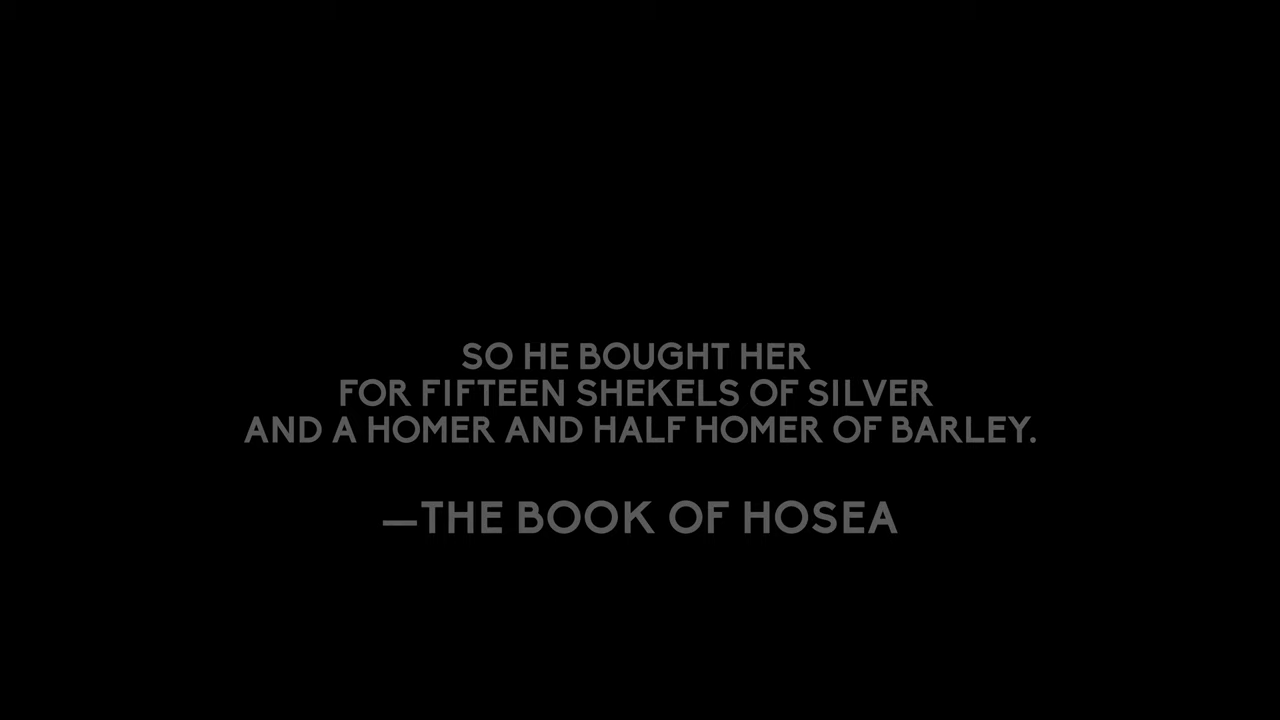 SO HE BOUGHT HER
FOR FIFTEEN SHEKELS OF SILVER
AND A HOMER AND HALF HOMER OF BARLEY.
—THE BOOK OF HOSEA